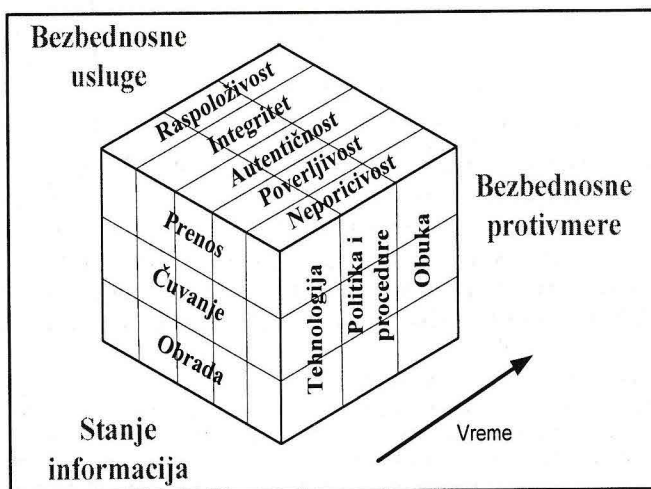 Bezbednosne
usluge
Raspoloživost
Integritet
Autentičnost
Poverljivost
Neporicivost
Bezbednosne
protivmere
Prenos
Čuvanje
Obrada
Tehnologija
Politika i
procedure
Obuka
Stanje
informacija
Vreme